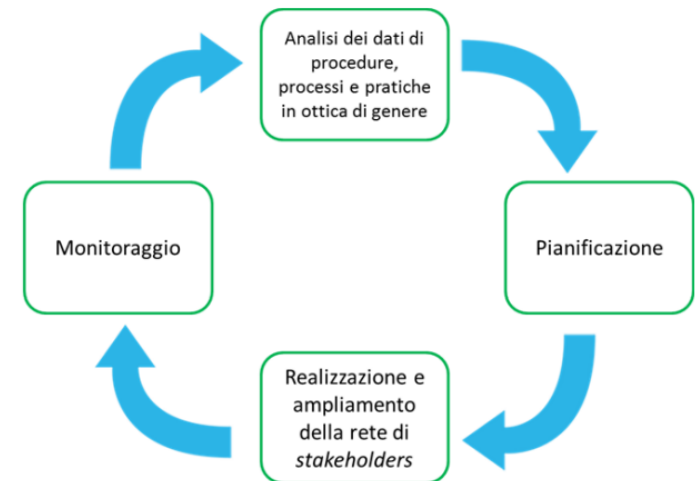 Analisi dei dati di
procedure,
processi e pratiche
in ottica di genere
Monitoraggio
Pianificazione
Realizzazione e
ampliamento
della rete di
stakeholders